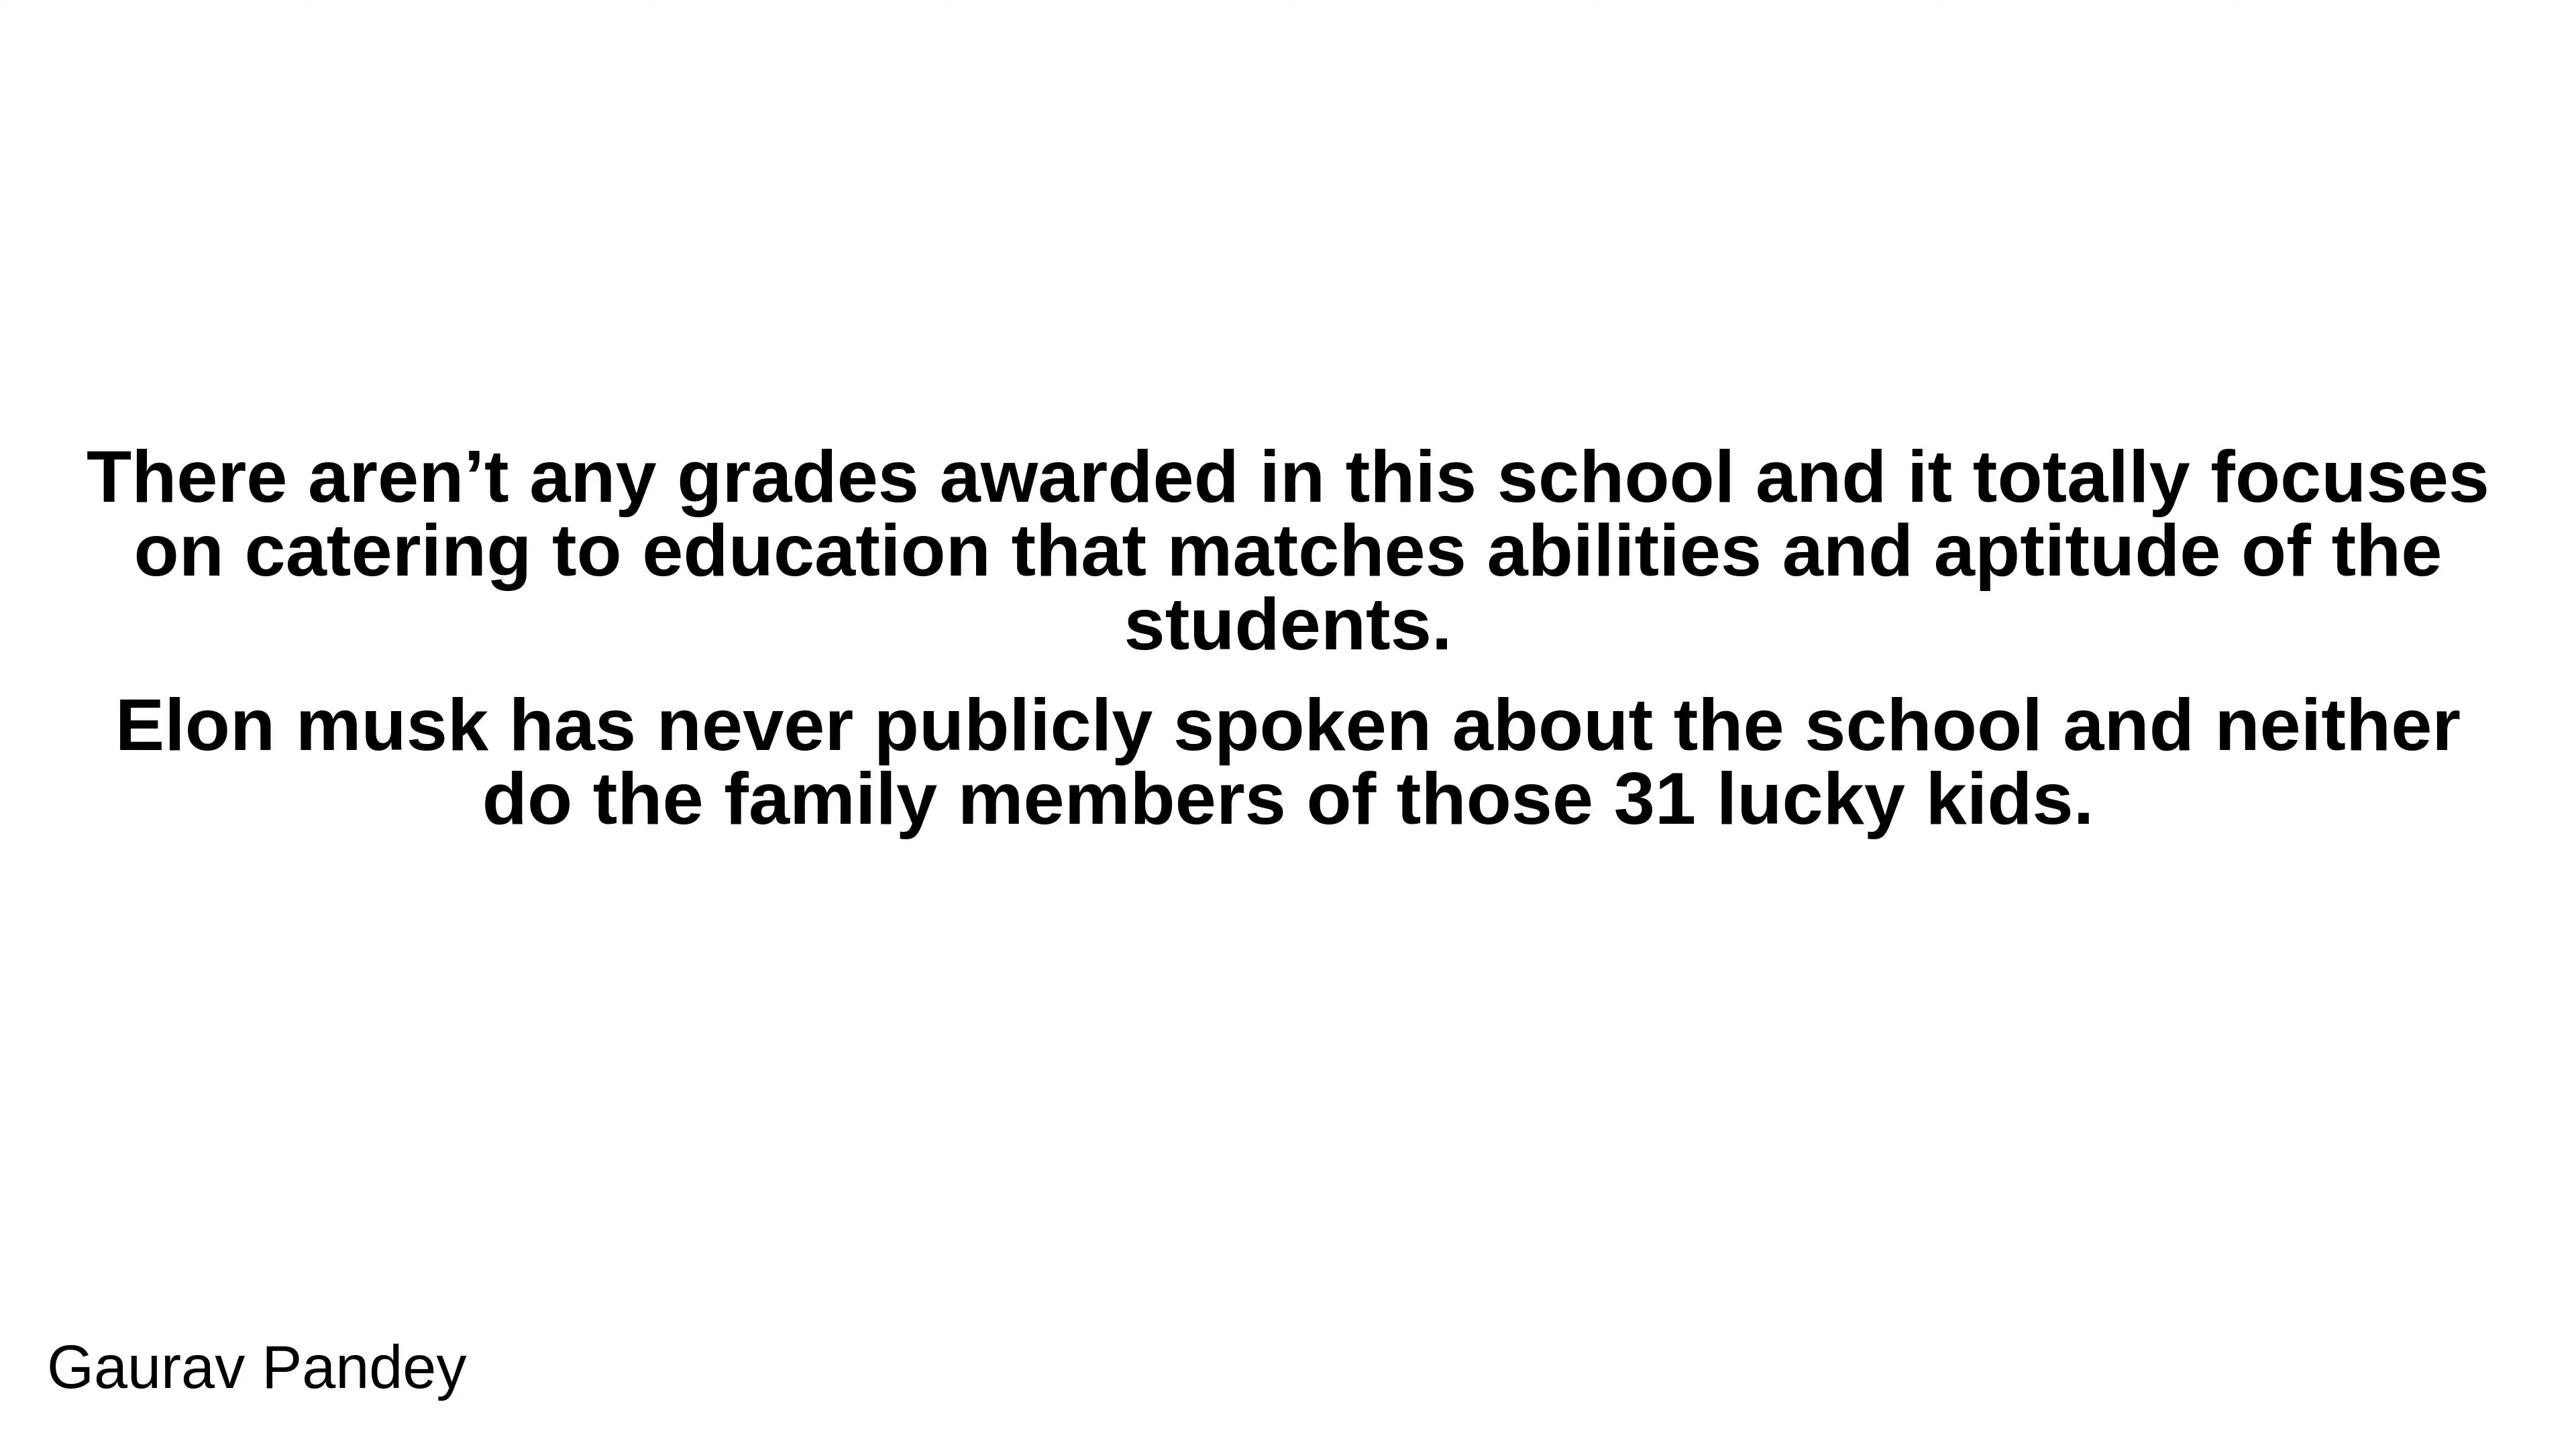 There aren’t any grades awarded in this school and it totally focuses
on catering to education that matches abilities and aptitude of the
students.
Elon musk has never publicly spoken about the school and neither
do the family members of those 31 lucky kids.
Gaurav Pandey